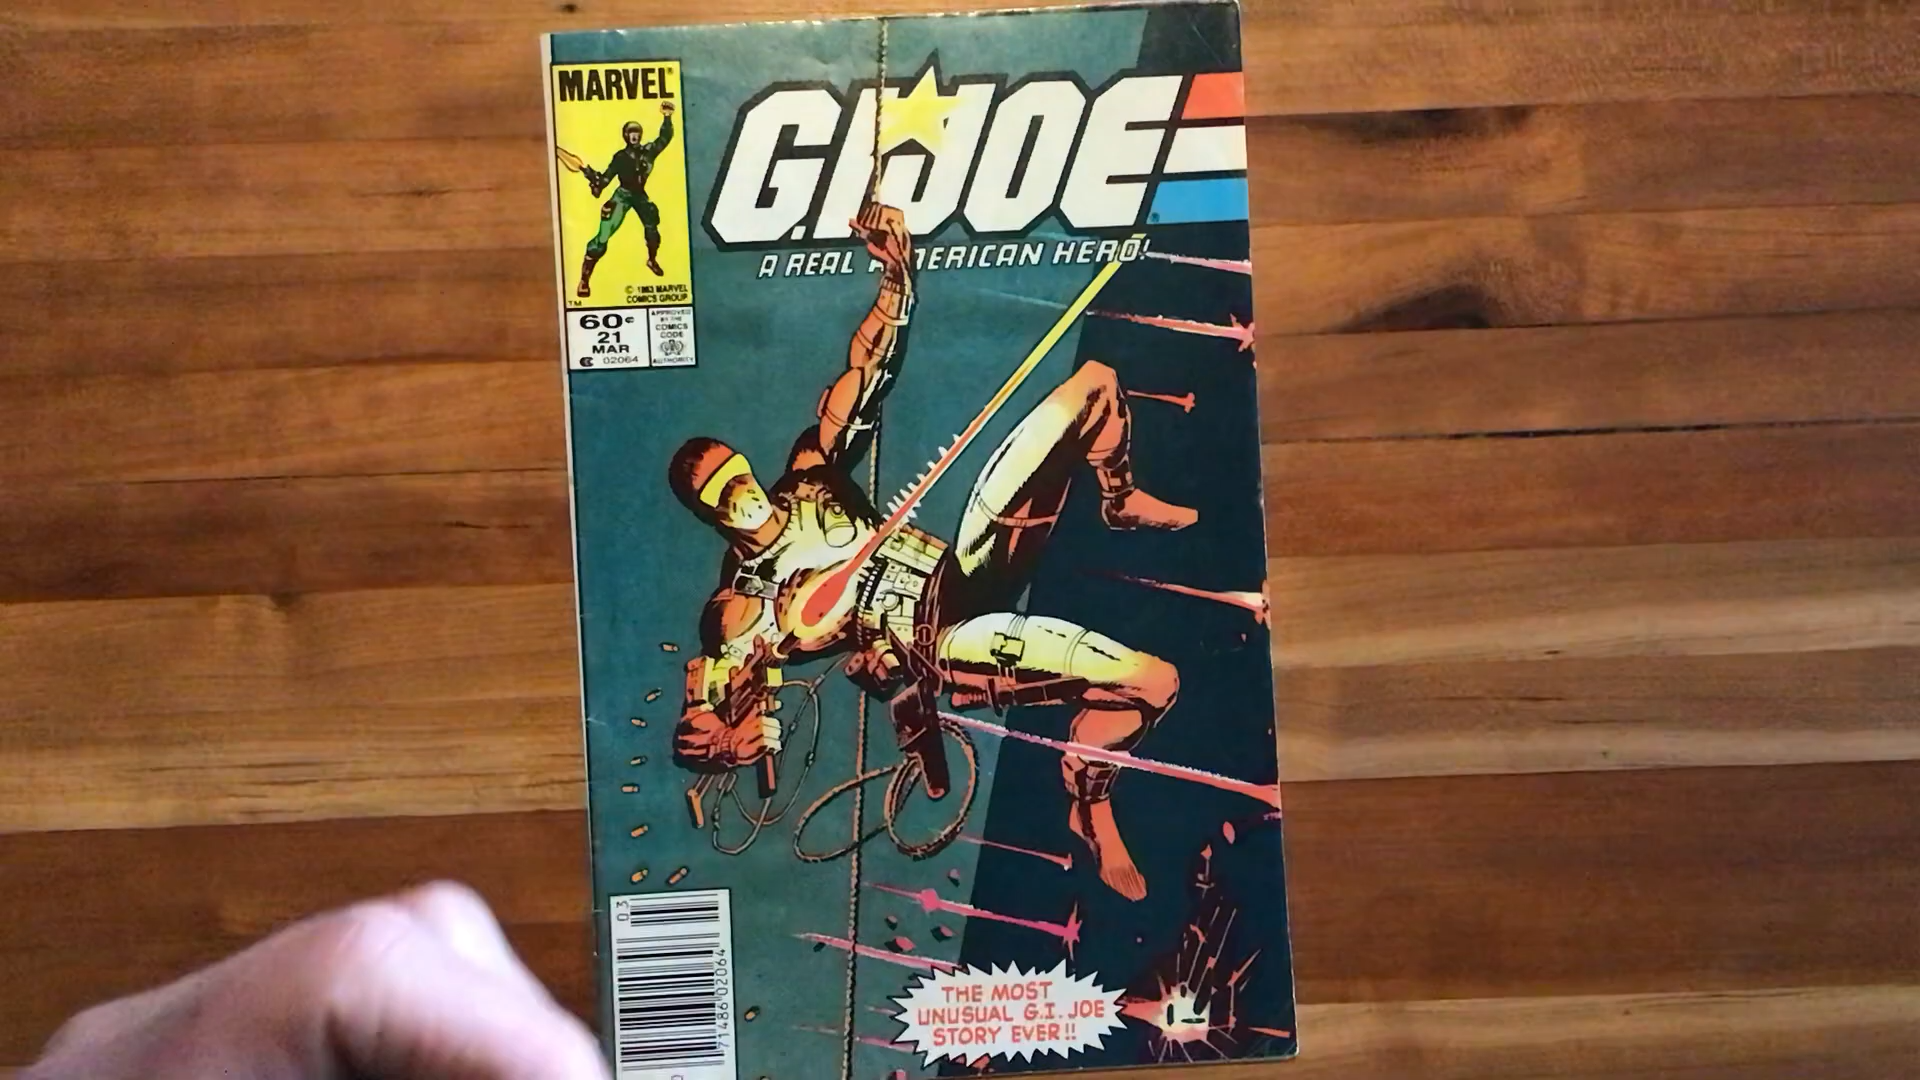 MARVEL®
G.I. JOE
®
A REAL AMERICAN HERO!
© 1983 MARVEL
COMICS GROUP
TM
60¢
21
MAR
02064
APPROVED
BY THE
COMICS
CODE
AUTHORITY
03
71486 02064
THE MOST
UNUSUAL G.I. JOE
STORY EVER!!